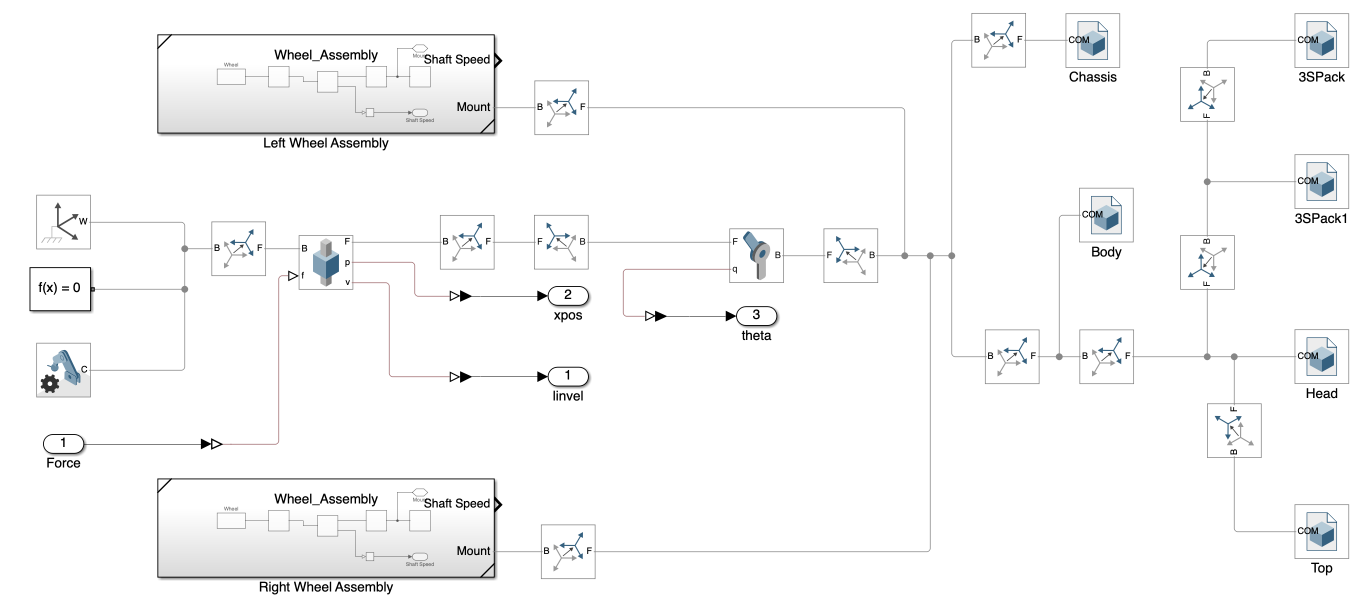 Wheel_Assembly
Shaft Speed
Wheel
Shaft Speed
Mount
Left Wheel Assembly
B
F
W
f(x) = 0
C
B
F
B
f
F
p
v
B
F
F
B
F
q
B
F
B
2
xpos
3
theta
1
linvel
1
Force
Wheel_Assembly
Shaft Speed
Wheel
Shaft Speed
Mount
Right Wheel Assembly
B
F
B
F
COM
Chassis
COM
Body
B
F
B
F
COM
3SPack
B
F
COM
3SPack1
B
F
COM
Head
F
B
COM
Top